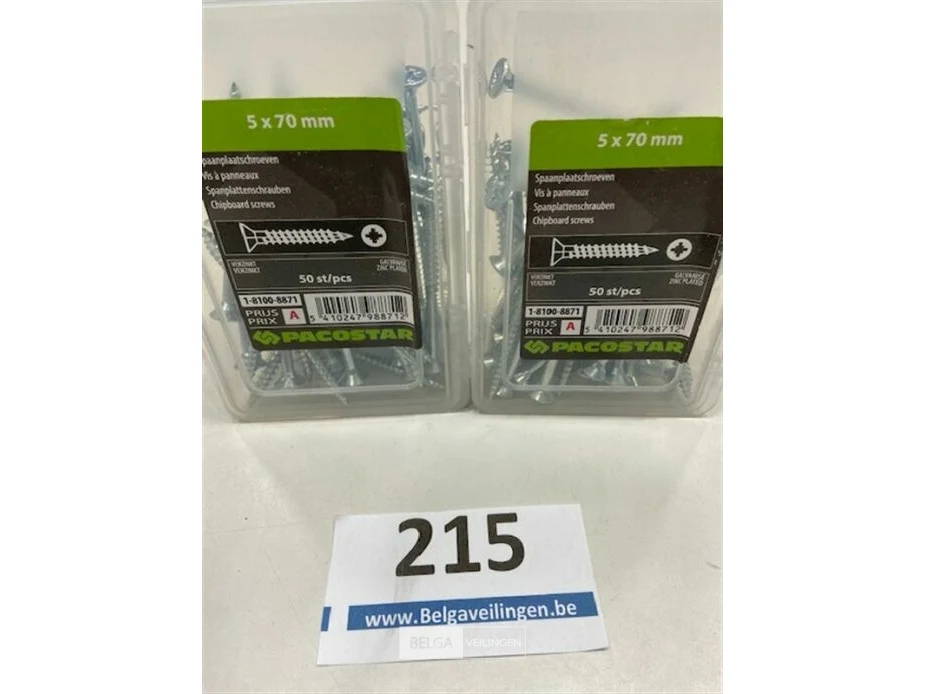 5 x 70 mm
paanplaatschroeven
Vis à panneaux
Spanplattenschrauben
Chipboard screws
VERZINKT
VERZINKT
GALVANISÉ
ZINC PLATED
50 st/pcs
1-8100-8871
PRIJS
PRIX
A
5 410247 988712
PACOSTAR
5 x 70 mm
Spaanplaatschroeven
Vis à panneaux
Spanplattenschrauben
Chipboard screws
VERZINKT
VERZINKT
GALVANISÉ
ZINC PLATED
50 st/pcs
1-8100-8871
PRIJS
PRIX
A
5 410247 988712
PACOSTAR
215
www.Belgaveilingen.be
BELGA VEILINGEN